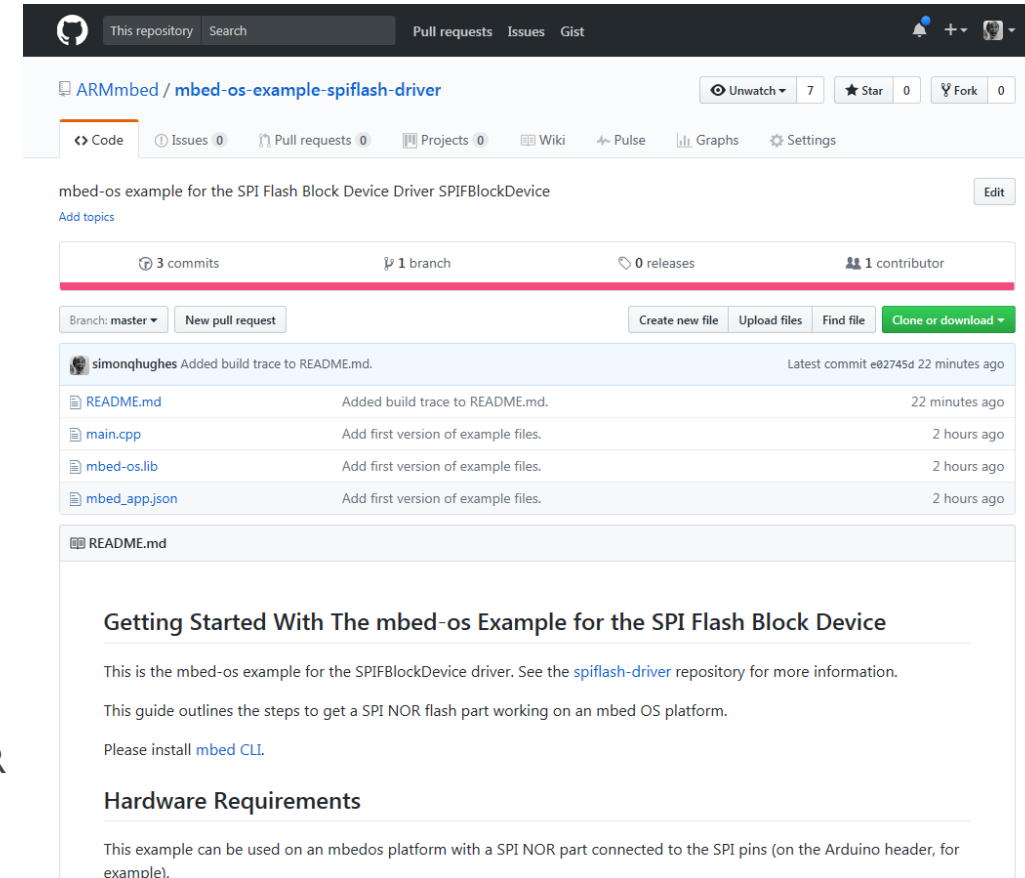 This repository Search Pull requests Issues Gist
ARMmbed / mbed-os-example-spiflash-driver Unwatch 7 Star 0 Fork 0
Code Issues 0 Pull requests 0 Projects 0 Wiki Pulse Graphs Settings
mbed-os example for the SPI Flash Block Device Driver SPIFBlockDevice Edit
Add topics
3 commits 1 branch 0 releases 1 contributor
Branch: master New pull request Create new file Upload files Find file Clone or download
simonqhughes Added build trace to README.md. Latest commit e02745d 22 minutes ago
README.md Added build trace to README.md. 22 minutes ago
main.cpp Add first version of example files. 2 hours ago
mbed-os.lib Add first version of example files. 2 hours ago
mbed_app.json Add first version of example files. 2 hours ago
README.md
Getting Started With The mbed-os Example for the SPI Flash Block Device
This is the mbed-os example for the SPIFBlockDevice driver. See the spiflash-driver repository for more information.
This guide outlines the steps to get a SPI NOR flash part working on an mbed OS platform.
Please install mbed CLI.
Hardware Requirements
This example can be used on an mbedos platform with a SPI NOR part connected to the SPI pins (on the Arduino header, for
example).